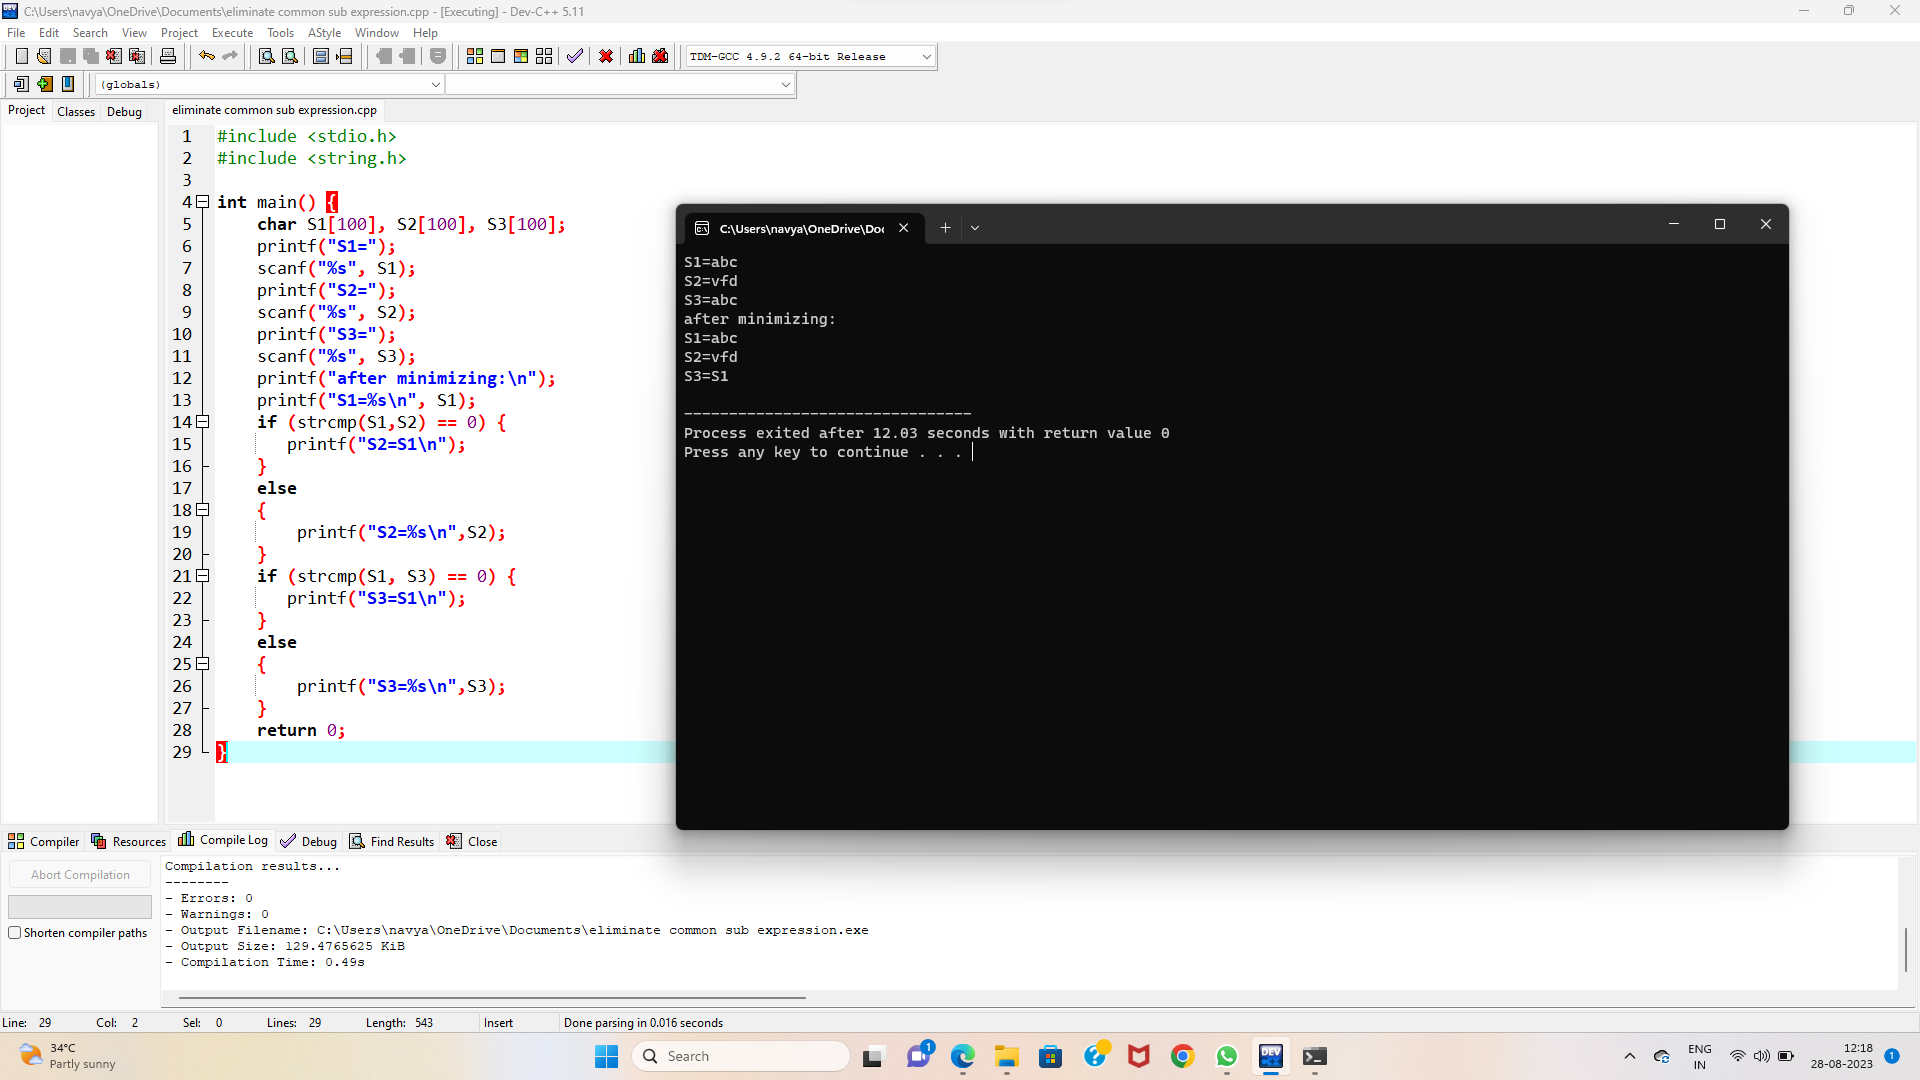 C:\Users\navya\OneDrive\Documents\eliminate common sub expression.cpp - [Executing] - Dev-C++ 5.11
File Edit Search View Project Execute Tools AStyle Window Help
TDM-GCC 4.9.2 64-bit Release
(globals)
Project Classes Debug
eliminate common sub expression.cpp
1 #include <stdio.h>
2 #include <string.h>
3
4 int main() {
5 char S1[100], S2[100], S3[100];
6 printf("S1=");
7 scanf("%s", S1);
8 printf("S2=");
9 scanf("%s", S2);
10 printf("S3=");
11 scanf("%s", S3);
12 printf("after minimizing:\n");
13 printf("S1=%s\n", S1);
14 if (strcmp(S1,S2) == 0) {
15 printf("S2=S1\n");
16 }
17 else
18 {
19 printf("S2=%s\n",S2);
20 }
21 if (strcmp(S1, S3) == 0) {
22 printf("S3=S1\n");
23 }
24 else
25 {
26 printf("S3=%s\n",S3);
27 }
28 return 0;
29 }
C:\Users\navya\OneDrive\Doc
S1=abc
S2=vfd
S3=abc
after minimizing:
S1=abc
S2=vfd
S3=S1
--------------------------------
Process exited after 12.03 seconds with return value 0
Press any key to continue . . .
Compiler Resources Compile Log Debug Find Results Close
Abort Compilation
Shorten compiler paths
Compilation results...
--------
- Errors: 0
- Warnings: 0
- Output Filename: C:\Users\navya\OneDrive\Documents\eliminate common sub expression.exe
- Output Size: 129.4765625 KiB
- Compilation Time: 0.49s
Line: 29 Col: 2 Sel: 0 Lines: 29 Length: 543 Insert Done parsing in 0.016 seconds
34°C
Partly sunny
Search
1
DEV
ENG
IN
12:18
28-08-2023
1